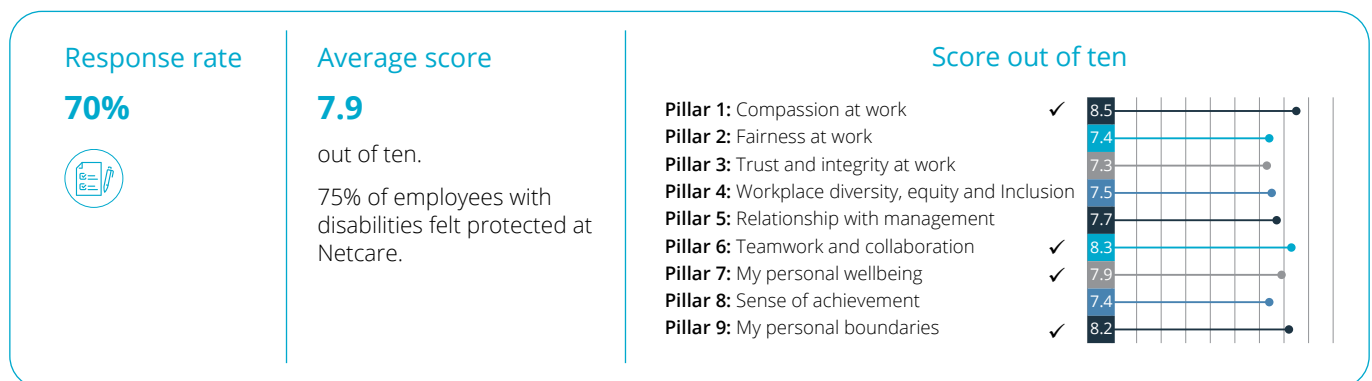 Response rate
70%
Average score
7.9
out of ten.
75% of employees with
disabilities felt protected at
Netcare.
Score out of ten
Pillar 1: Compassion at work ✓ 8.5
Pillar 2: Fairness at work 7.4
Pillar 3: Trust and integrity at work 7.3
Pillar 4: Workplace diversity, equity and Inclusion 7.5
Pillar 5: Relationship with management 7.7
Pillar 6: Teamwork and collaboration ✓ 8.3
Pillar 7: My personal wellbeing ✓ 7.9
Pillar 8: Sense of achievement 7.4
Pillar 9: My personal boundaries ✓ 8.2